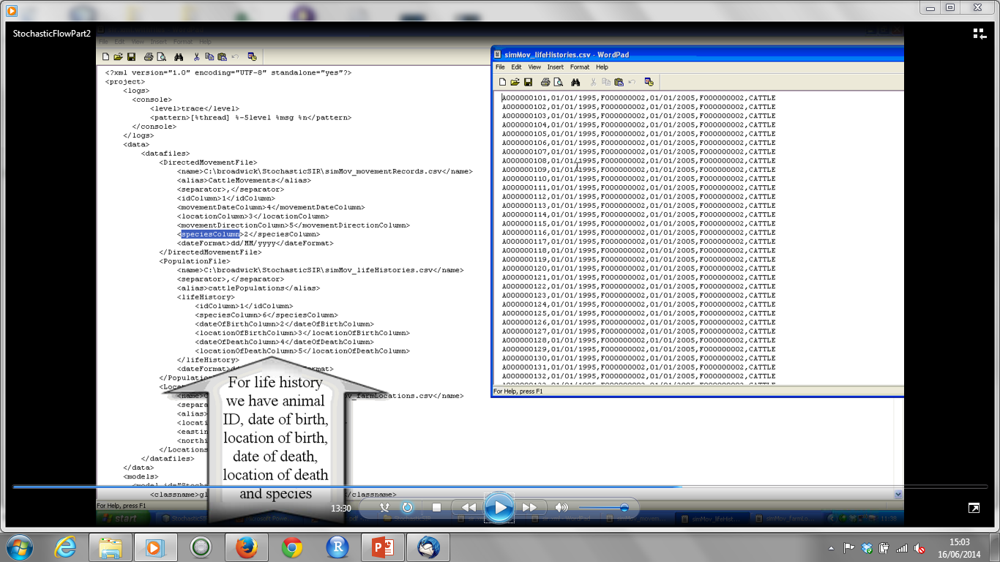 StochasticFlowPart2
File Edit View Insert Format Help
<?xml version="1.0" encoding="UTF-8" standalone="yes"?>
<project>
<logs>
<console>
<level>trace</level>
<pattern>[%thread] %-5level %msg %n</pattern>
</console>
</logs>
<data>
<datafiles>
<DirectedMovementFile>
<name>C:\broadwick\StochasticSIR\simMov_movementRecords.csv</name>
<alias>CattleMovements</alias>
<separator>,</separator>
<idColumn>1</idColumn>
<movementDateColumn>4</movementDateColumn>
<locationColumn>3</locationColumn>
<movementDirectionColumn>5</movementDirectionColumn>
<speciesColumn>2</speciesColumn>
<dateFormat>dd/MM/yyyy</dateFormat>
</DirectedMovementFile>
<PopulationFile>
<name>C:\broadwick\StochasticSIR\simMov_lifeHistories.csv</name>
<separator>,</separator>
<alias>cattlePopulations</alias>
<lifeHistory>
<idColumn>1</idColumn>
<speciesColumn>6</speciesColumn>
<dateOfBirthColumn>2</dateOfBirthColumn>
<locationOfBirthColumn>3</locationOfBirthColumn>
<dateOfDeathColumn>4</dateOfDeathColumn>
<locationOfDeathColumn>5</locationOfDeathColumn>
</lifeHistory>
<dateFormat>
</Population
<name>
_farmLocations.csv</name>
<separa
<alias>
<locati
<eastin
<northi
</Locations
</datafiles>
</data>
<models>
<classname>gl
</classname>
For Help, press F1
For life history
we have animal
ID, date of birth,
location of birth,
date of death,
location of death
and species
simMov_lifeHistories.csv - WordPad
File Edit View Insert Format Help
A000000101,01/01/1995,F000000002,01/01/2005,F000000002,CATTLE
A000000102,01/01/1995,F000000002,01/01/2005,F000000002,CATTLE
A000000103,01/01/1995,F000000002,01/01/2005,F000000002,CATTLE
A000000104,01/01/1995,F000000002,01/01/2005,F000000002,CATTLE
A000000105,01/01/1995,F000000002,01/01/2005,F000000002,CATTLE
A000000106,01/01/1995,F000000002,01/01/2005,F000000002,CATTLE
A000000107,01/01/1995,F000000002,01/01/2005,F000000002,CATTLE
A000000108,01/01/1995,F000000002,01/01/2005,F000000002,CATTLE
A000000109,01/01/1995,F000000002,01/01/2005,F000000002,CATTLE
A000000110,01/01/1995,F000000002,01/01/2005,F000000002,CATTLE
A000000111,01/01/1995,F000000002,01/01/2005,F000000002,CATTLE
A000000112,01/01/1995,F000000002,01/01/2005,F000000002,CATTLE
A000000113,01/01/1995,F000000002,01/01/2005,F000000002,CATTLE
A000000114,01/01/1995,F000000002,01/01/2005,F000000002,CATTLE
A000000115,01/01/1995,F000000002,01/01/2005,F000000002,CATTLE
A000000116,01/01/1995,F000000002,01/01/2005,F000000002,CATTLE
A000000117,01/01/1995,F000000002,01/01/2005,F000000002,CATTLE
A000000118,01/01/1995,F000000002,01/01/2005,F000000002,CATTLE
A000000119,01/01/1995,F000000002,01/01/2005,F000000002,CATTLE
A000000120,01/01/1995,F000000002,01/01/2005,F000000002,CATTLE
A000000121,01/01/1995,F000000002,01/01/2005,F000000002,CATTLE
A000000122,01/01/1995,F000000002,01/01/2005,F000000002,CATTLE
A000000123,01/01/1995,F000000002,01/01/2005,F000000002,CATTLE
A000000124,01/01/1995,F000000002,01/01/2005,F000000002,CATTLE
A000000125,01/01/1995,F000000002,01/01/2005,F000000002,CATTLE
A000000126,01/01/1995,F000000002,01/01/2005,F000000002,CATTLE
A000000127,01/01/1995,F000000002,01/01/2005,F000000002,CATTLE
A000000128,01/01/1995,F000000002,01/01/2005,F000000002,CATTLE
A000000129,01/01/1995,F000000002,01/01/2005,F000000002,CATTLE
A000000130,01/01/1995,F000000002,01/01/2005,F000000002,CATTLE
A000000131,01/01/1995,F000000002,01/01/2005,F000000002,CATTLE
A000000132,01/01/1995,F000000002,01/01/2005,F000000002,CATTLE
For Help, press F1
13:30
start
11:38
15:03
16/06/2014